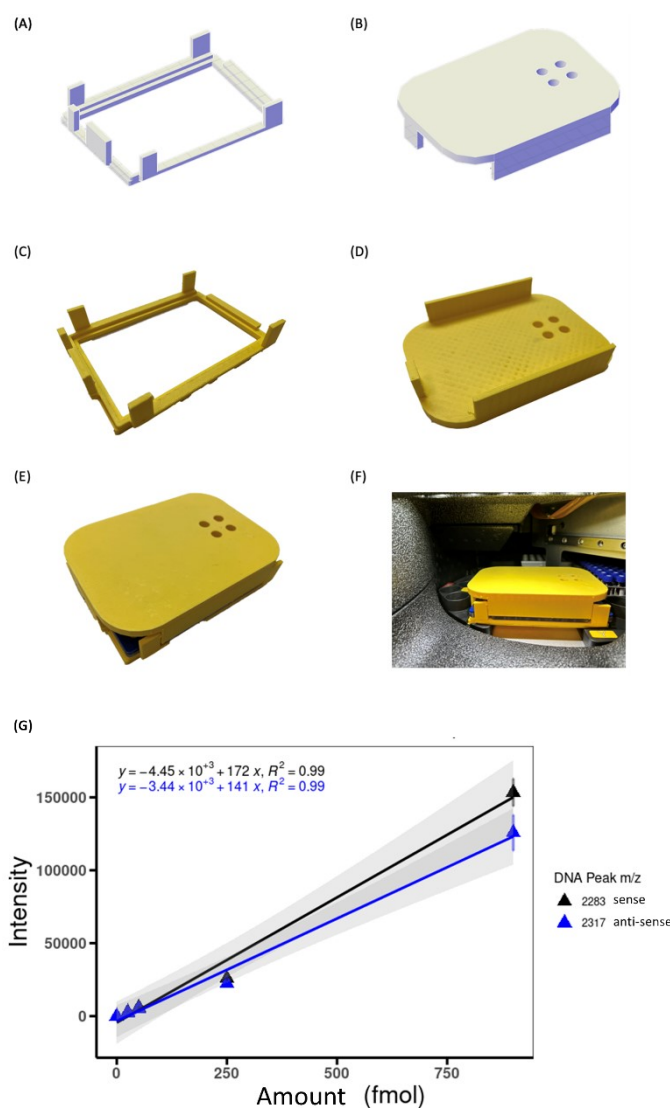 (A)
(B)
(C)
(D)
(E)
(F)
(G)
y = −4.45 × 10⁺³ + 172 x, R² = 0.99
y = −3.44 × 10⁺³ + 141 x, R² = 0.99
150000
100000
50000
0
Intensity
0
250
500
750
Amount (fmol)
DNA Peak m/z
2283 sense
2317 anti-sense